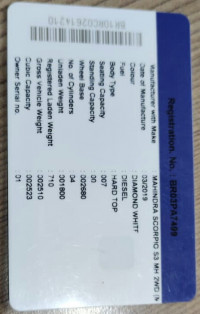 Registration. No. : BR03PA7499
Manufacturer with Make : MAHINDRA SCORPIO S3 MH 2WD (M
Date of Manufacture : 03/2019
Colour : DIAMOND WHITE
Fuel : DIESEL
Body Type : HARD TOP
Seating Capacity : 007
Standing Capacity : 00
Wheel Base : 002680
No. of Cylinders : 04
Unladen Weight : 001800
Registered Laden Weight : 710
Gross Vehicle Weight : 002510
Cubic Capacity : 002523
Owner Serial no. : 01